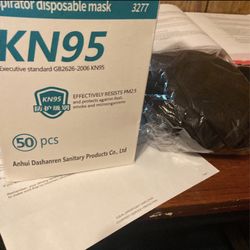 spirator disposable mask
3277
KN95
Executive standard GB2626-2006 KN95
KN95
EFFECTIVELY RESISTS PM2.5
and protects against dust,
smoke and microorganisms
50 pcs
Anhui Dashanren Sanitary Products Co., Ltd